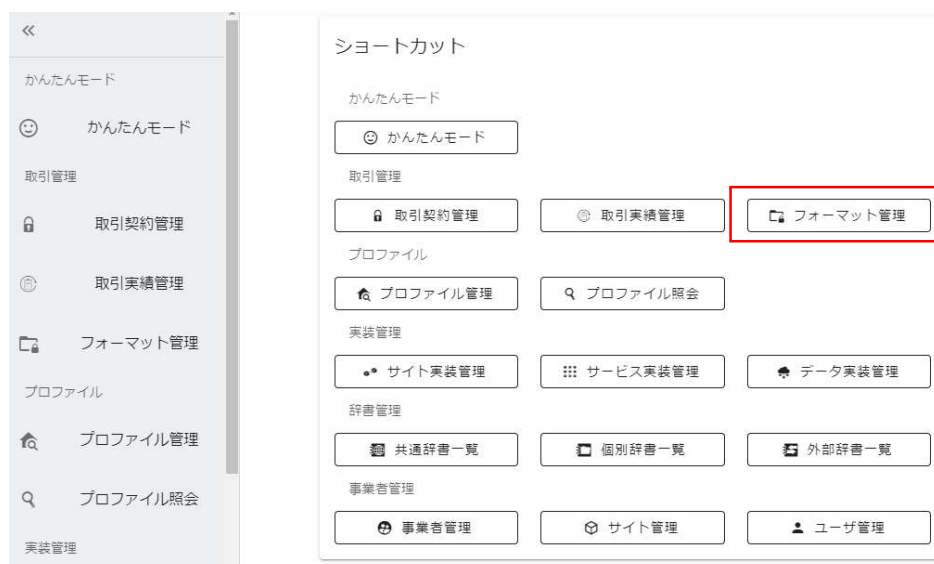 かんたんモード
かんたんモード
取引管理
取引契約管理
取引実績管理
フォーマット管理
プロファイル
プロファイル管理
プロファイル照会
実装管理
ショートカット
かんたんモード
かんたんモード
取引管理
取引契約管理 取引実績管理 フォーマット管理
プロファイル
プロファイル管理 プロファイル照会
実装管理
サイト実装管理 サービス実装管理 データ実装管理
辞書管理
共通辞書一覧 個別辞書一覧 外部辞書一覧
事業者管理
事業者管理 サイト管理 ユーザ管理